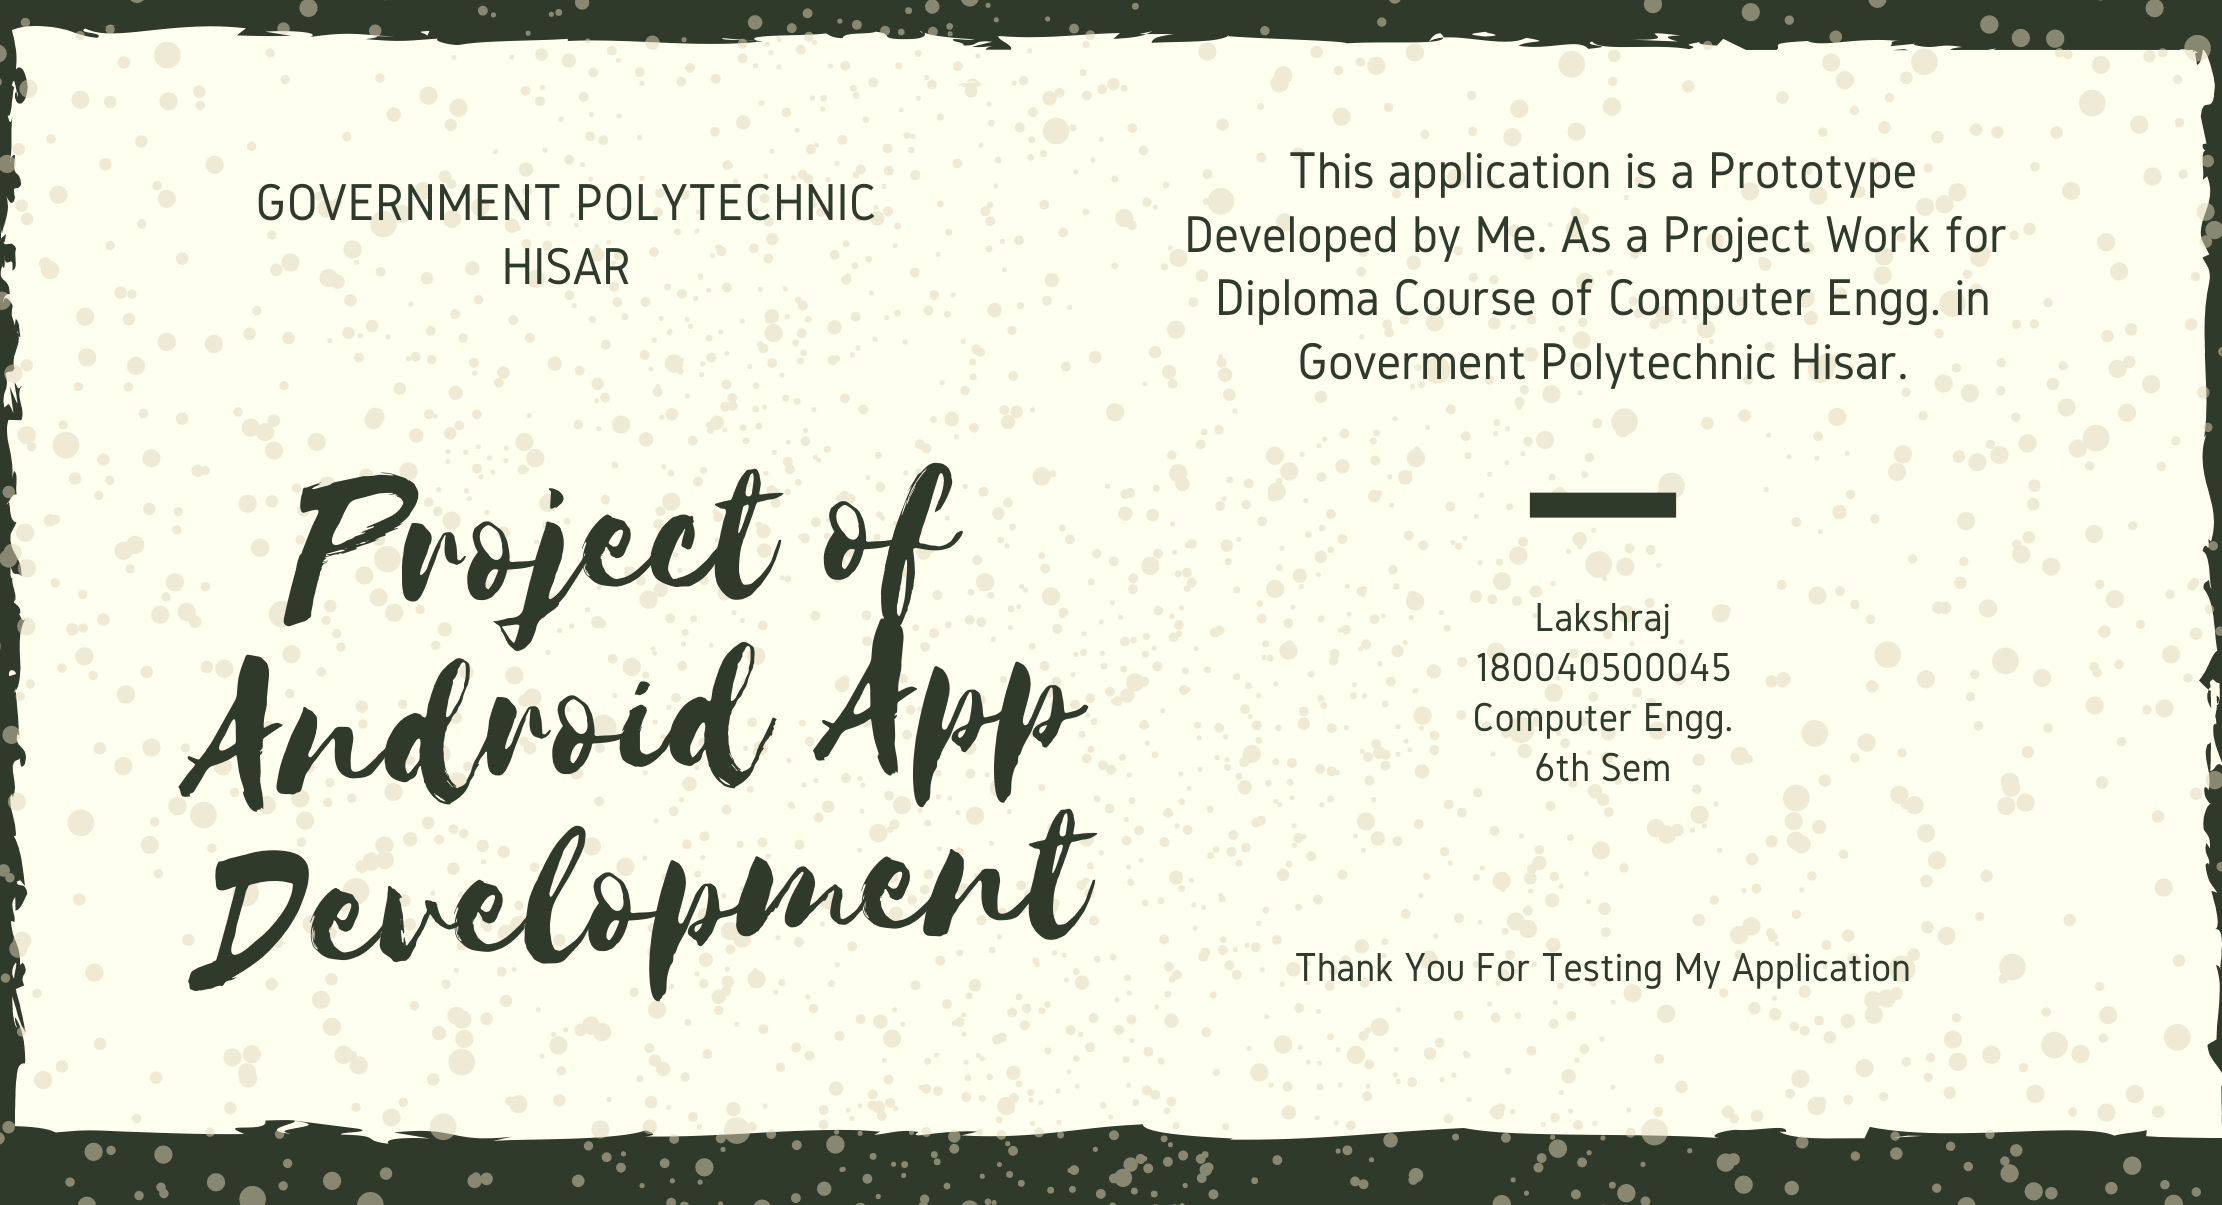 GOVERNMENT POLYTECHNIC
HISAR
Project of
Android App
Development
This application is a Prototype
Developed by Me. As a Project Work for
Diploma Course of Computer Engg. in
Goverment Polytechnic Hisar.
Lakshraj
180040500045
Computer Engg.
6th Sem
Thank You For Testing My Application